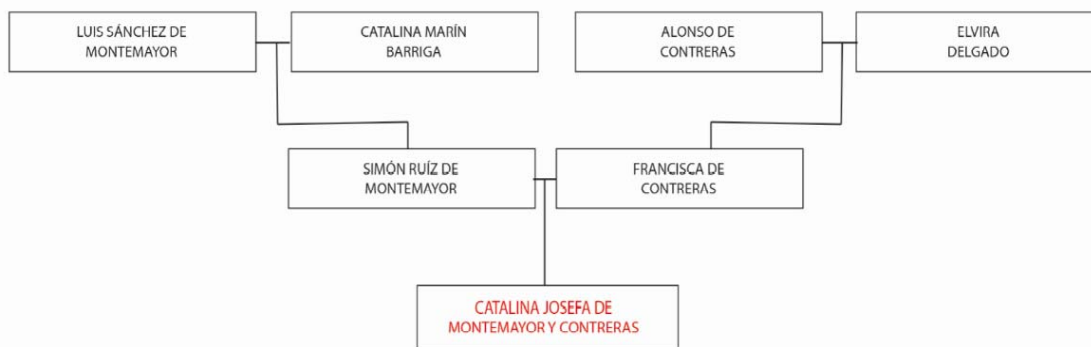 LUIS SÁNCHEZ DE
MONTEMAYOR
CATALINA MARÍN
BARRIGA
ALONSO DE
CONTRERAS
ELVIRA
DELGADO
SIMÓN RUÍZ DE
MONTEMAYOR
FRANCISCA DE
CONTRERAS
CATALINA JOSEFA DE
MONTEMAYOR Y CONTRERAS